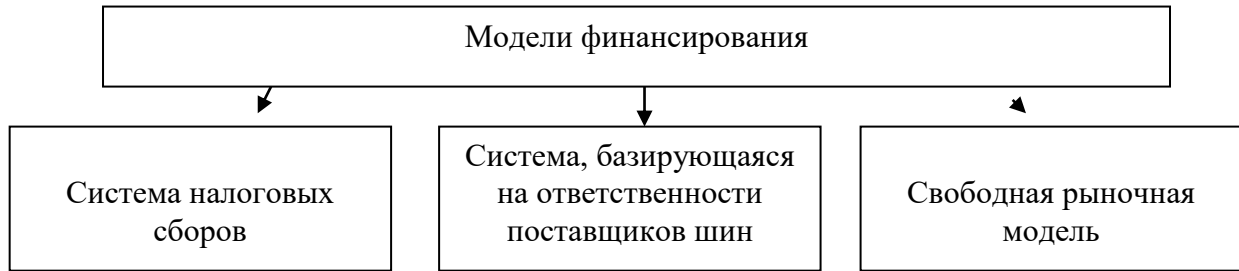 Модели финансирования
Система налоговых
сборов
Система, базирующаяся
на ответственности
поставщиков шин
Свободная рыночная
модель